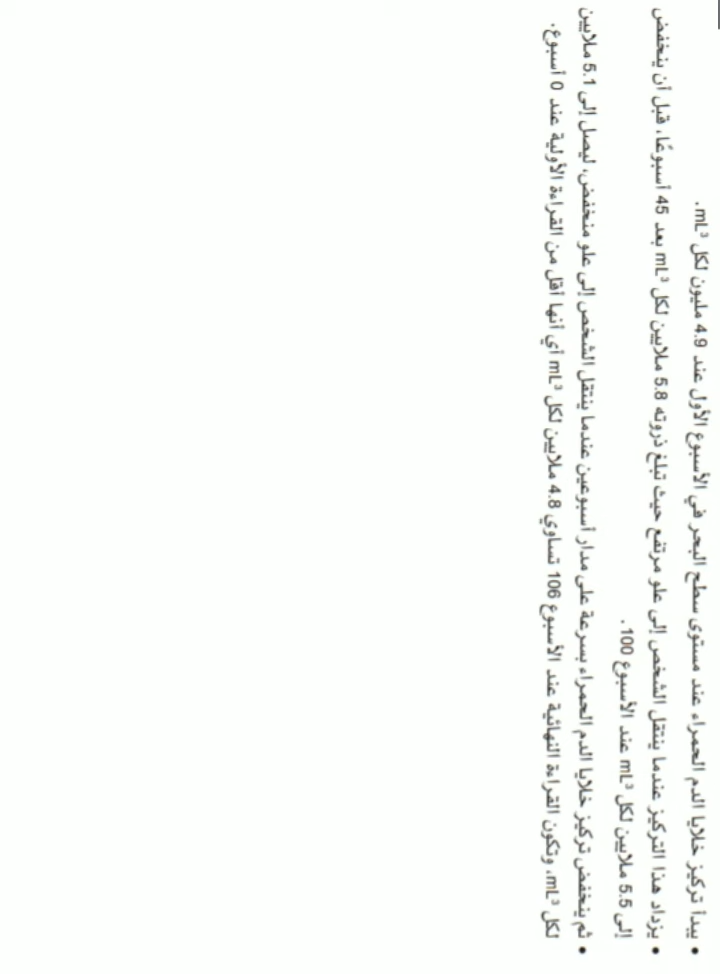 • يبدأ تركيز خلايا الدم الحمراء عند مستوى سطح البحر في الأسبوع الأول عند 4.9 مليون لكل mL³.
• يزداد هذا التركيز عندما ينتقل الشخص إلى علو مرتفع حيث تبلغ ذروته 5.8 ملايين لكل mL³ بعد 45 أسبوعًا، قبل أن ينخفض
إلى 5.5 ملايين لكل mL³ عند الأسبوع 100.
• ثم ينخفض تركيز خلايا الدم الحمراء بسرعة على مدار أسبوعين عندما ينتقل الشخص إلى علو منخفض، ليصل إلى 5.1 ملايين
لكل mL³، وتكون القراءة النهائية عند الأسبوع 106 تساوي 4.8 ملايين لكل mL³ أي أنها أقل من القراءة الأولية عند 0 أسبوع.